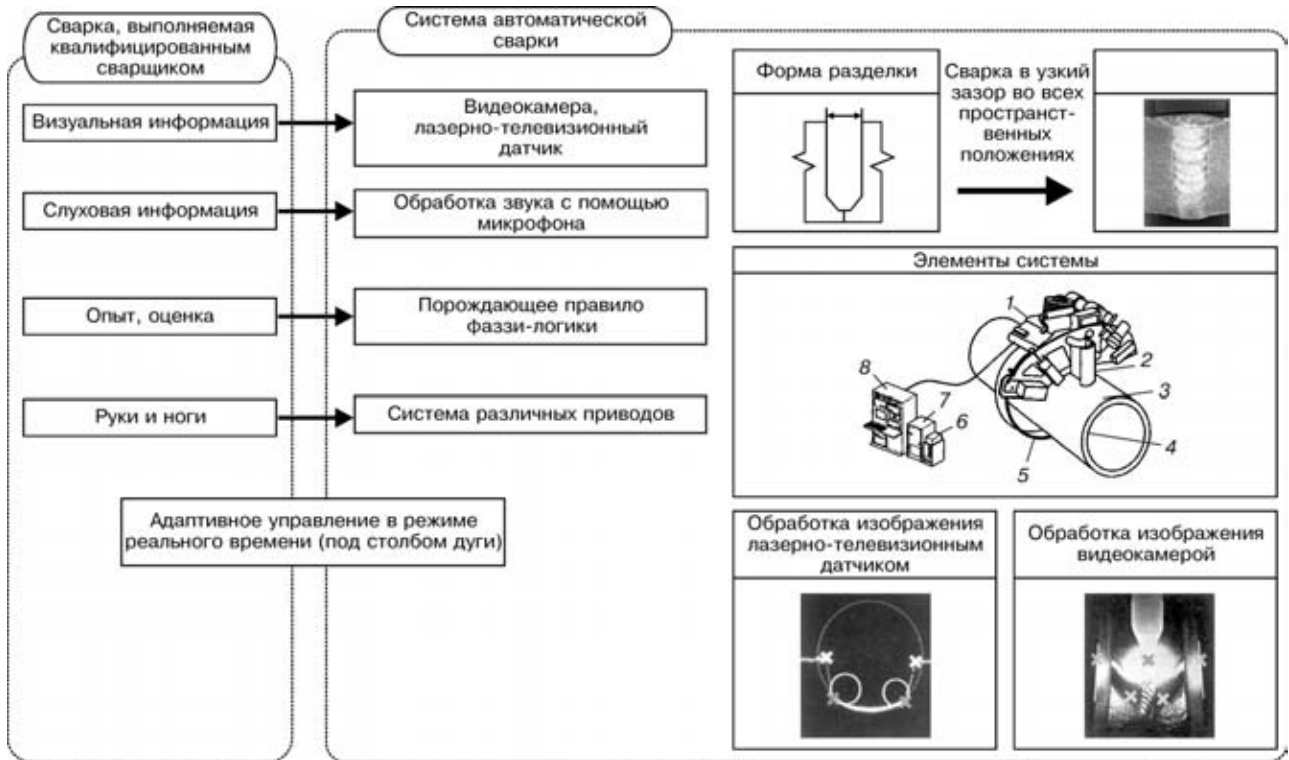 Сварка, выполняемая
квалифицированным
сварщиком
Визуальная информация
Слуховая информация
Опыт, оценка
Руки и ноги
Система автоматической
сварки
Видеокамера,
лазерно-телевизионный
датчик
Обработка звука с помощью
микрофона
Порождающее правило
фаззи-логики
Система различных приводов
Адаптивное управление в режиме
реального времени (под столбом дуги)
Форма разделки
Сварка в узкий
зазор во всех
пространст-
венных
положениях
Элементы системы
1
2
3
4
5
6
7
8
Обработка изображения
лазерно-телевизионным
датчиком
Обработка изображения
видеокамерой